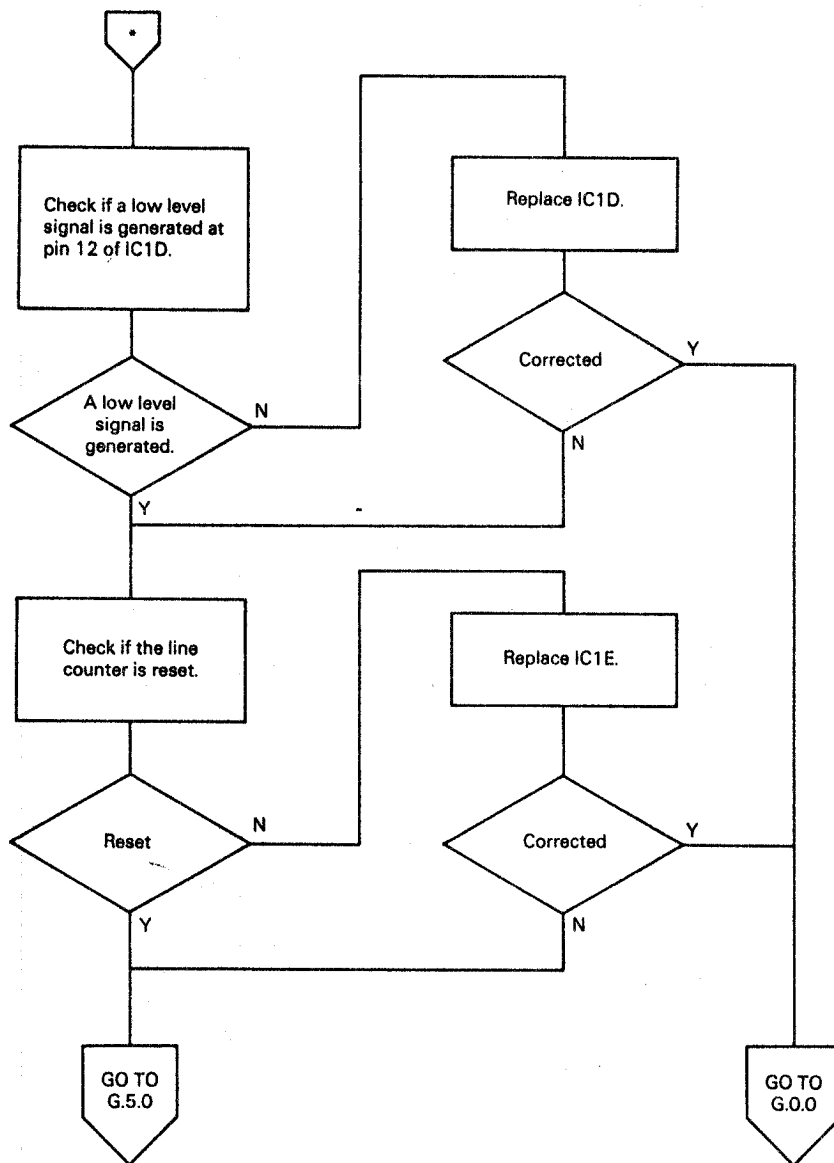 *
Check if a low level
signal is generated at
pin 12 of IC1D.
A low level
signal is
generated.
N
Y
Replace IC1D.
Corrected
Y
N
Check if the line
counter is reset.
Reset
N
Y
Replace IC1E.
Corrected
Y
N
GO TO
G.5.0
GO TO
G.0.0